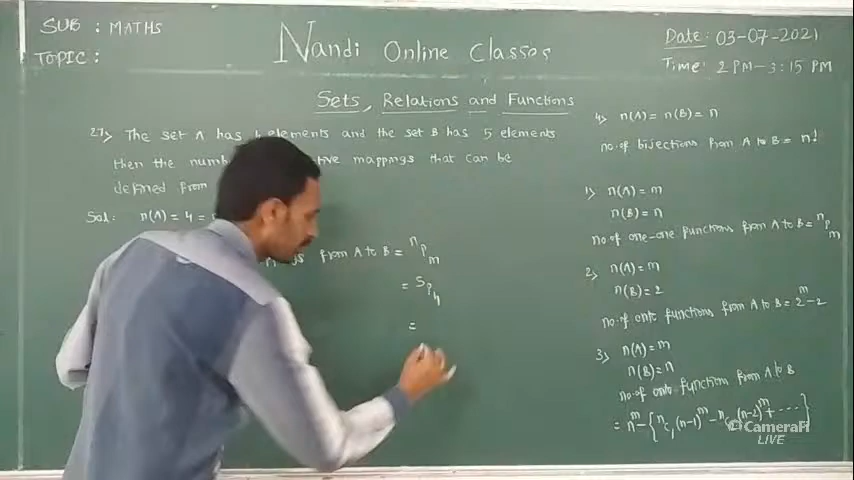 SUB : MATHS
TOPIC :
Nandi Online Classes
Date: 03-07-2021
Time: 2 PM-3:15 PM
Sets, Relations and Functions
27) The set A has 4 elements and the set B has 5 elements
then the tive mappings that can be
defined from
Sol: n(A) = 4 =
from A to B = ⁿPₘ
= ⁵P₄
=
4) n(A) = n(B) = n
no. of bijections from A to B = n!
1) n(A) = m
n(B) = n
no. of one-one functions from A to B = ⁿPₘ
2) n(A) = m
n(B) = 2
no. of onto functions from A to B = 2ᵐ-2
3) n(A) = m
n(B) = n
no. of onto functions from A to B
= nᵐ - {ⁿC₁ (n-1)ᵐ - ⁿC (n-2)ᵐ + ---}
CameraFi
LIVE